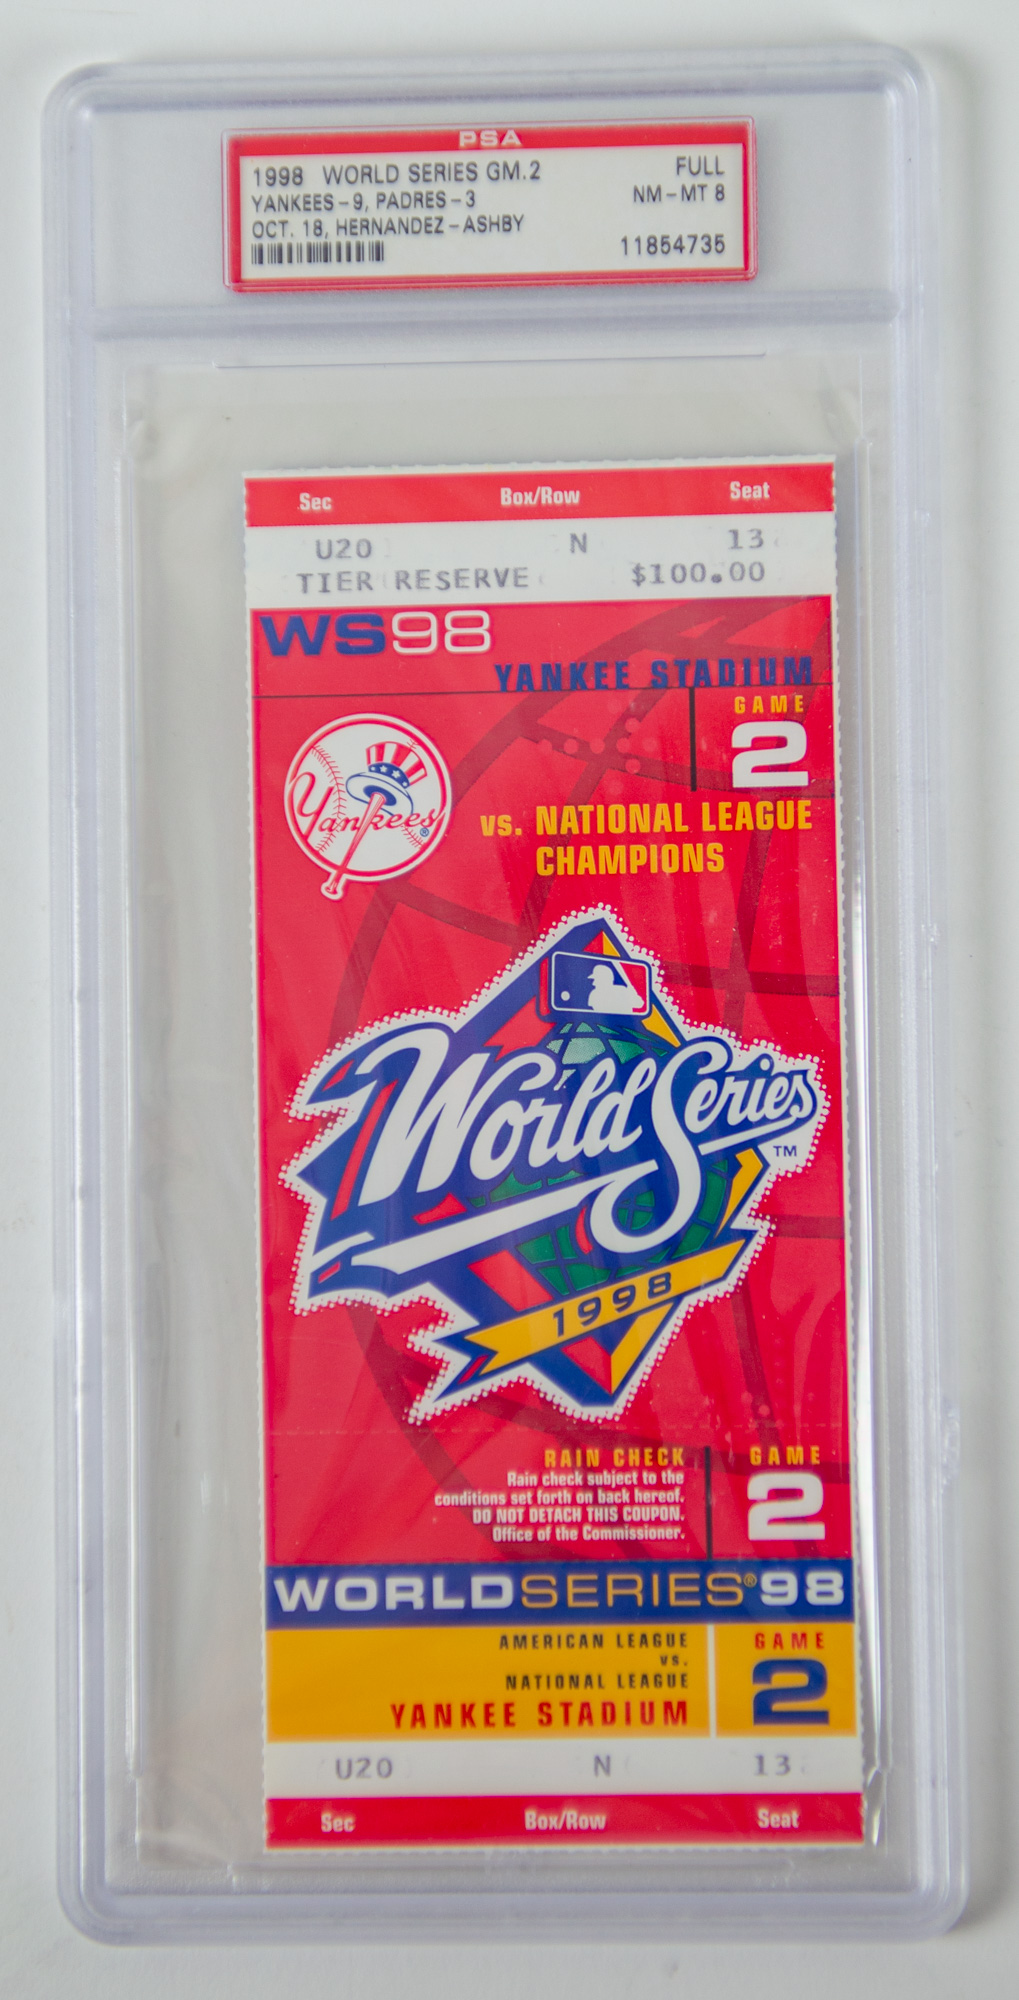 PSA
1998 WORLD SERIES GM.2 FULL
YANKEES-9, PADRES-3 NM-MT 8
OCT. 18, HERNANDEZ-ASHBY
11854735
Sec Box/Row Seat
U20 N 13
TIER RESERVE $100.00
WS98
YANKEE STADIUM
GAME
2
Yankees®
vs. NATIONAL LEAGUE
CHAMPIONS
World Series
TM
1998
RAIN CHECK
Rain check subject to the
conditions set forth on back hereof.
DO NOT DETACH THIS COUPON.
Office of the Commissioner.
GAME
2
WORLDSERIES®98
AMERICAN LEAGUE
vs.
NATIONAL LEAGUE
YANKEE STADIUM
GAME
2
U20 N 13
Sec Box/Row Seat